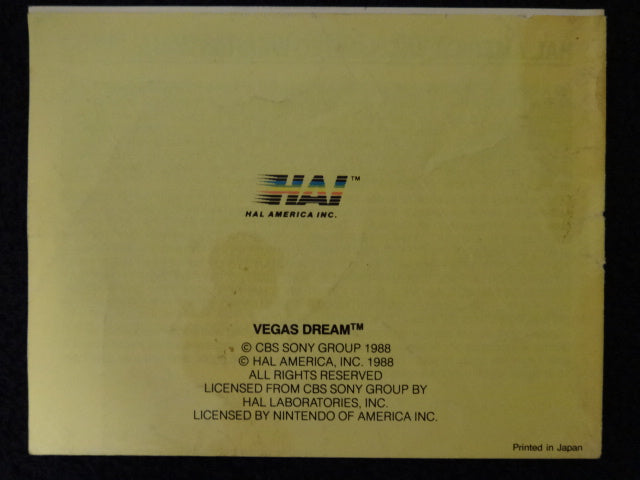 HAL™
HAL AMERICA INC.
VEGAS DREAM™
© CBS SONY GROUP 1988
© HAL AMERICA, INC. 1988
ALL RIGHTS RESERVED
LICENSED FROM CBS SONY GROUP BY
HAL LABORATORIES, INC.
LICENSED BY NINTENDO OF AMERICA INC.
Printed in Japan